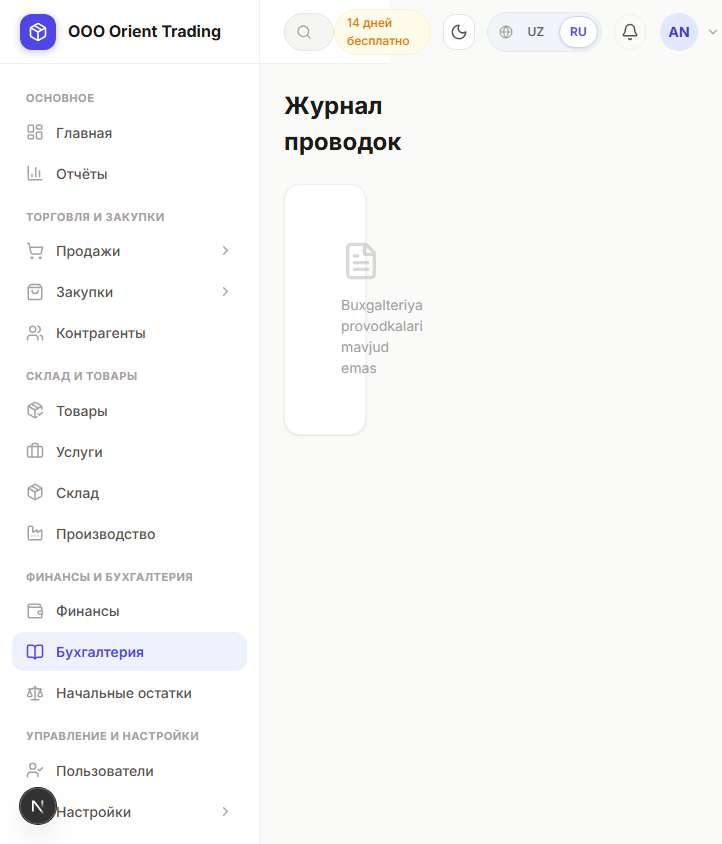 ООО Orient Trading
14 дней
бесплатно
UZ
RU
AN
ОСНОВНОЕ
Главная
Отчёты
ТОРГОВЛЯ И ЗАКУПКИ
Продажи
Закупки
Контрагенты
СКЛАД И ТОВАРЫ
Товары
Услуги
Склад
Производство
ФИНАНСЫ И БУХГАЛТЕРИЯ
Финансы
Бухгалтерия
Начальные остатки
УПРАВЛЕНИЕ И НАСТРОЙКИ
Пользователи
N
Настройки
Журнал
проводок
Buxgalteriya
provodkalari
mavjud
emas